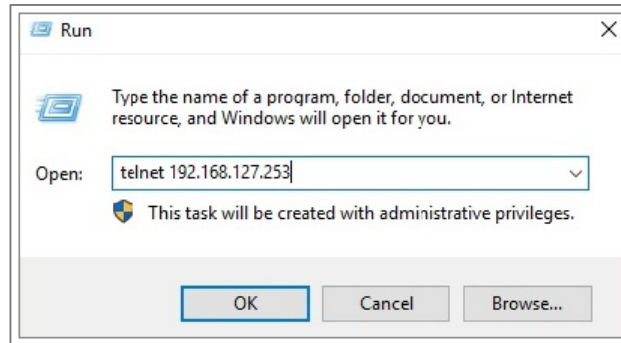 Run
Type the name of a program, folder, document, or Internet
resource, and Windows will open it for you.
Open:
telnet 192.168.127.253
This task will be created with administrative privileges.
OK
Cancel
Browse...